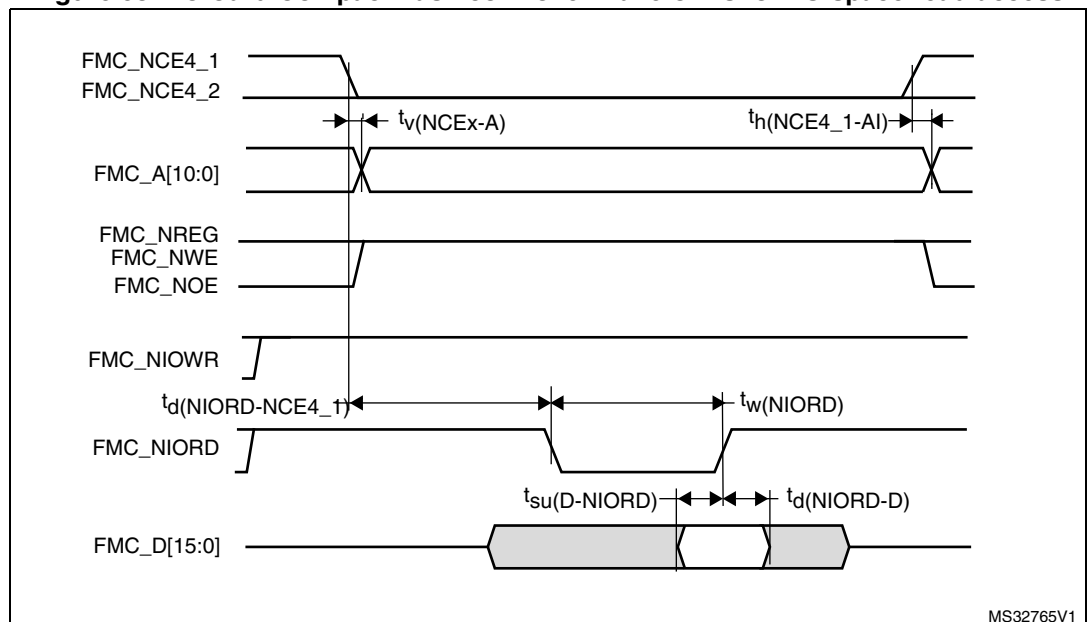 FMC_NCE4_1
FMC_NCE4_2
tv(NCEx-A)
th(NCE4_1-AI)
FMC_A[10:0]
FMC_NREG
FMC_NWE
FMC_NOE
FMC_NIOWR
td(NIORD-NCE4_1)
tw(NIORD)
FMC_NIORD
tsu(D-NIORD)
td(NIORD-D)
FMC_D[15:0]
MS32765V1